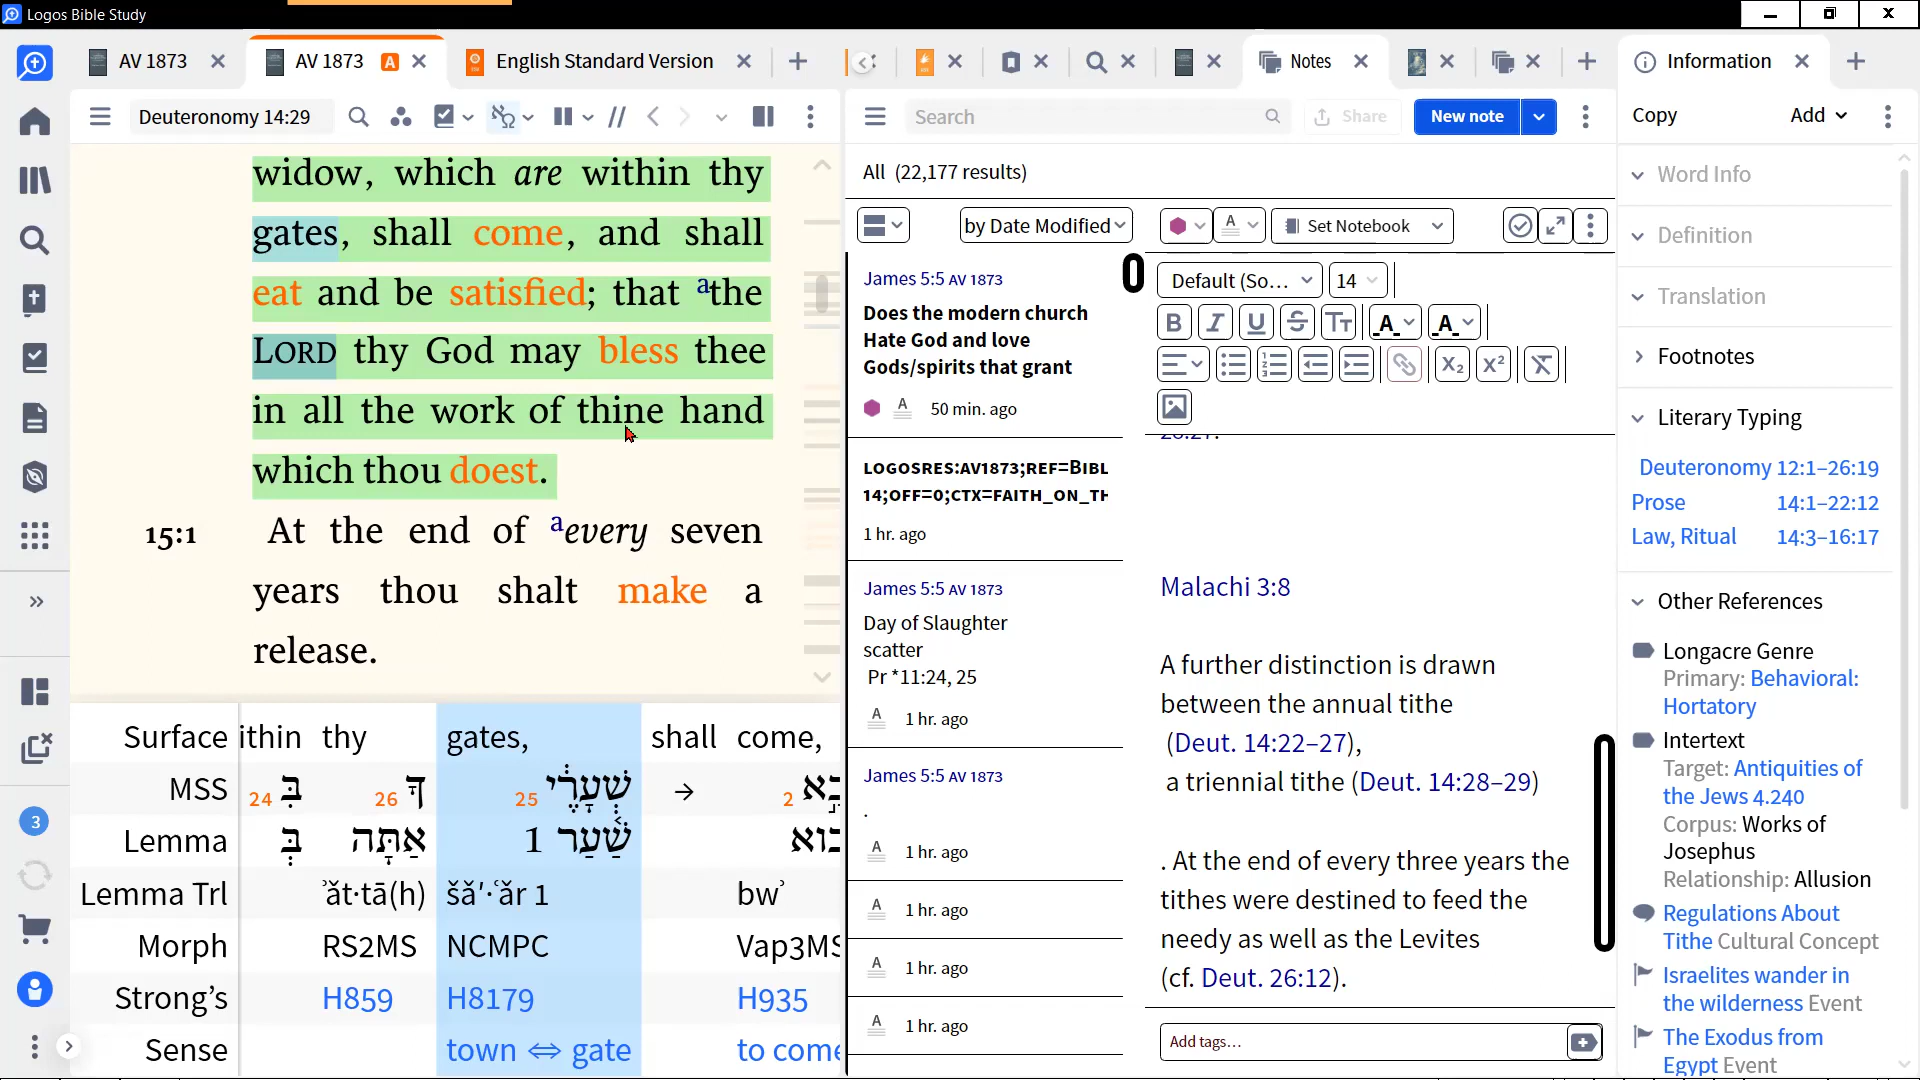 Logos Bible Study
AV 1873
AV 1873 A
English Standard Version
Notes
Information
Deuteronomy 14:29
Search
Share
New note
Copy
Add
widow, which are within thy
gates, shall come, and shall
eat and be satisfied; that a the
LORD thy God may bless thee
in all the work of thine hand
which thou doest.
15:1 At the end of a every seven
years thou shalt make a
release.
Surface ithin thy gates, shall come,
MSS 24 בִּ 26 ךָ 25 → 2
Lemma בְּ אַתָּה 1 שַׁעַר בוא
Lemma Trl ʾăt·tā(h) šǎʹ·ʿǎr 1 bwʾ
Morph RS2MS NCMPC Vap3MS
Strong's H859 H8179 H935
Sense town ⇔ gate to come
All (22,177 results)
by Date Modified
A
Set Notebook
James 5:5 AV 1873
Does the modern church
Hate God and love
Gods/spirits that grant
A 50 min. ago
LOGOSRES:AV1873;REF=BIBL
14;OFF=0;CTX=FAITH_ON_TH
1 hr. ago
James 5:5 AV 1873
Day of Slaughter
scatter
Pr *11:24, 25
A 1 hr. ago
James 5:5 AV 1873
.
A 1 hr. ago
A 1 hr. ago
A 1 hr. ago
A 1 hr. ago
Default (So... 14
B I U S Tт A A
X₂ X²
Malachi 3:8
A further distinction is drawn
between the annual tithe
(Deut. 14:22–27),
a triennial tithe (Deut. 14:28–29)
. At the end of every three years the
tithes were destined to feed the
needy as well as the Levites
(cf. Deut. 26:12).
Add tags...
Word Info
Definition
Translation
Footnotes
Literary Typing
Deuteronomy 12:1–26:19
Prose 14:1–22:12
Law, Ritual 14:3–16:17
Other References
Longacre Genre
Primary: Behavioral:
Hortatory
Intertext
Target: Antiquities of
the Jews 4.240
Corpus: Works of
Josephus
Relationship: Allusion
Regulations About
Tithe Cultural Concept
Israelites wander in
the wilderness Event
The Exodus from
Egypt Event
3